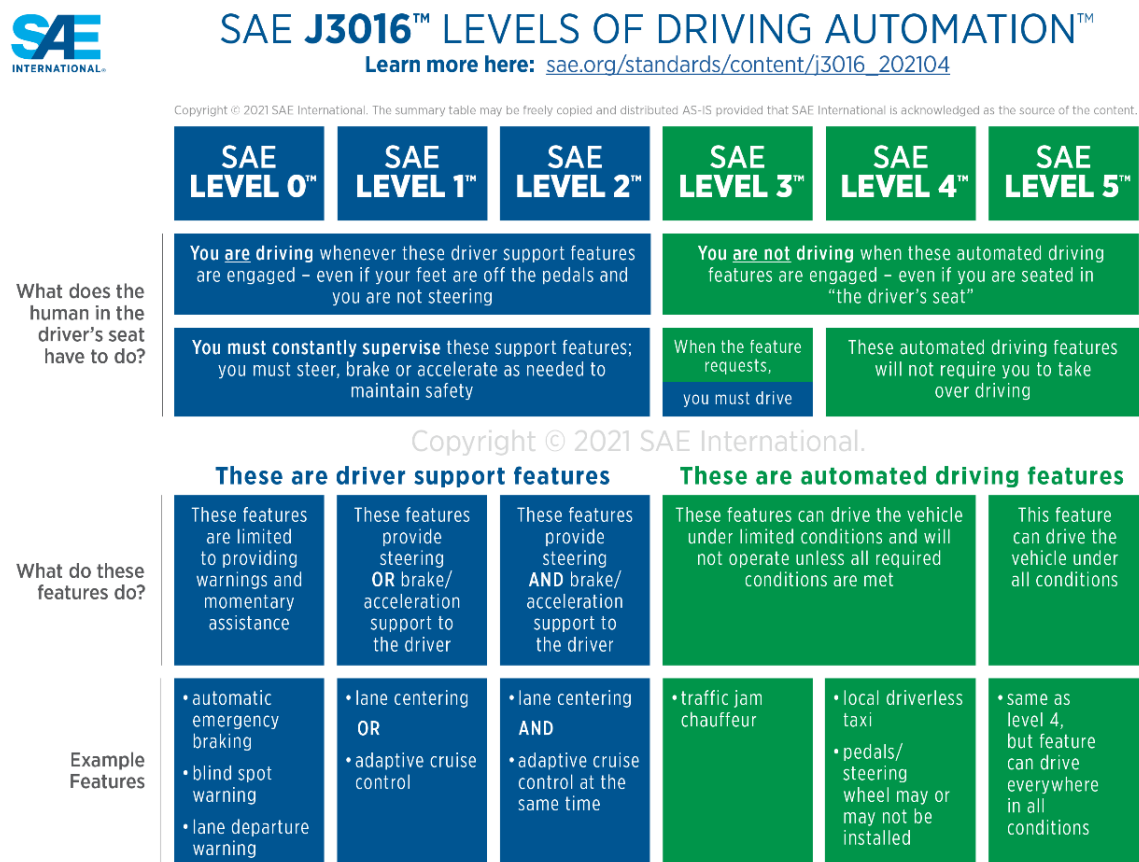 SAE
INTERNATIONAL®
SAE J3016™ LEVELS OF DRIVING AUTOMATION™
Learn more here: sae.org/standards/content/j3016_202104
Copyright © 2021 SAE International. The summary table may be freely copied and distributed AS-IS provided that SAE International is acknowledged as the source of the content.
SAE
LEVEL 0™
SAE
LEVEL 1™
SAE
LEVEL 2™
SAE
LEVEL 3™
SAE
LEVEL 4™
SAE
LEVEL 5™
What does the
human in the
driver's seat
have to do?
You are driving whenever these driver support features
are engaged – even if your feet are off the pedals and
you are not steering
You are not driving when these automated driving
features are engaged – even if you are seated in
“the driver's seat”
You must constantly supervise these support features;
you must steer, brake or accelerate as needed to
maintain safety
When the feature
requests,
you must drive
These automated driving features
will not require you to take
over driving
Copyright © 2021 SAE International.
These are driver support features
These are automated driving features
What do these
features do?
These features
are limited
to providing
warnings and
momentary
assistance
These features
provide
steering
OR brake/
acceleration
support to
the driver
These features
provide
steering
AND brake/
acceleration
support to
the driver
These features can drive the vehicle
under limited conditions and will
not operate unless all required
conditions are met
This feature
can drive the
vehicle under
all conditions
Example
Features
• automatic
emergency
braking
• blind spot
warning
• lane departure
warning
• lane centering
OR
• adaptive cruise
control
• lane centering
AND
• adaptive cruise
control at the
same time
• traffic jam
chauffeur
• local driverless
taxi
• pedals/
steering
wheel may or
may not be
installed
• same as
level 4,
but feature
can drive
everywhere
in all
conditions